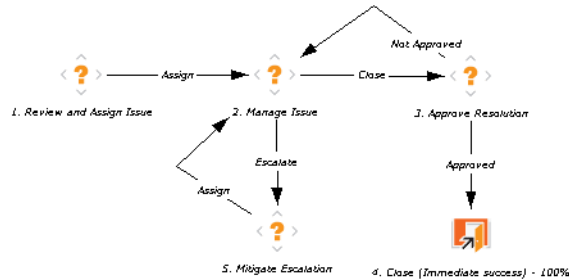 Not Approved
Assign
Close
1. Review and Assign Issue
2. Manage Issue
3. Approve Resolution
Escalate
Approved
Assign
5. Mitigate Escalation
4. Close (Immediate success) - 100%